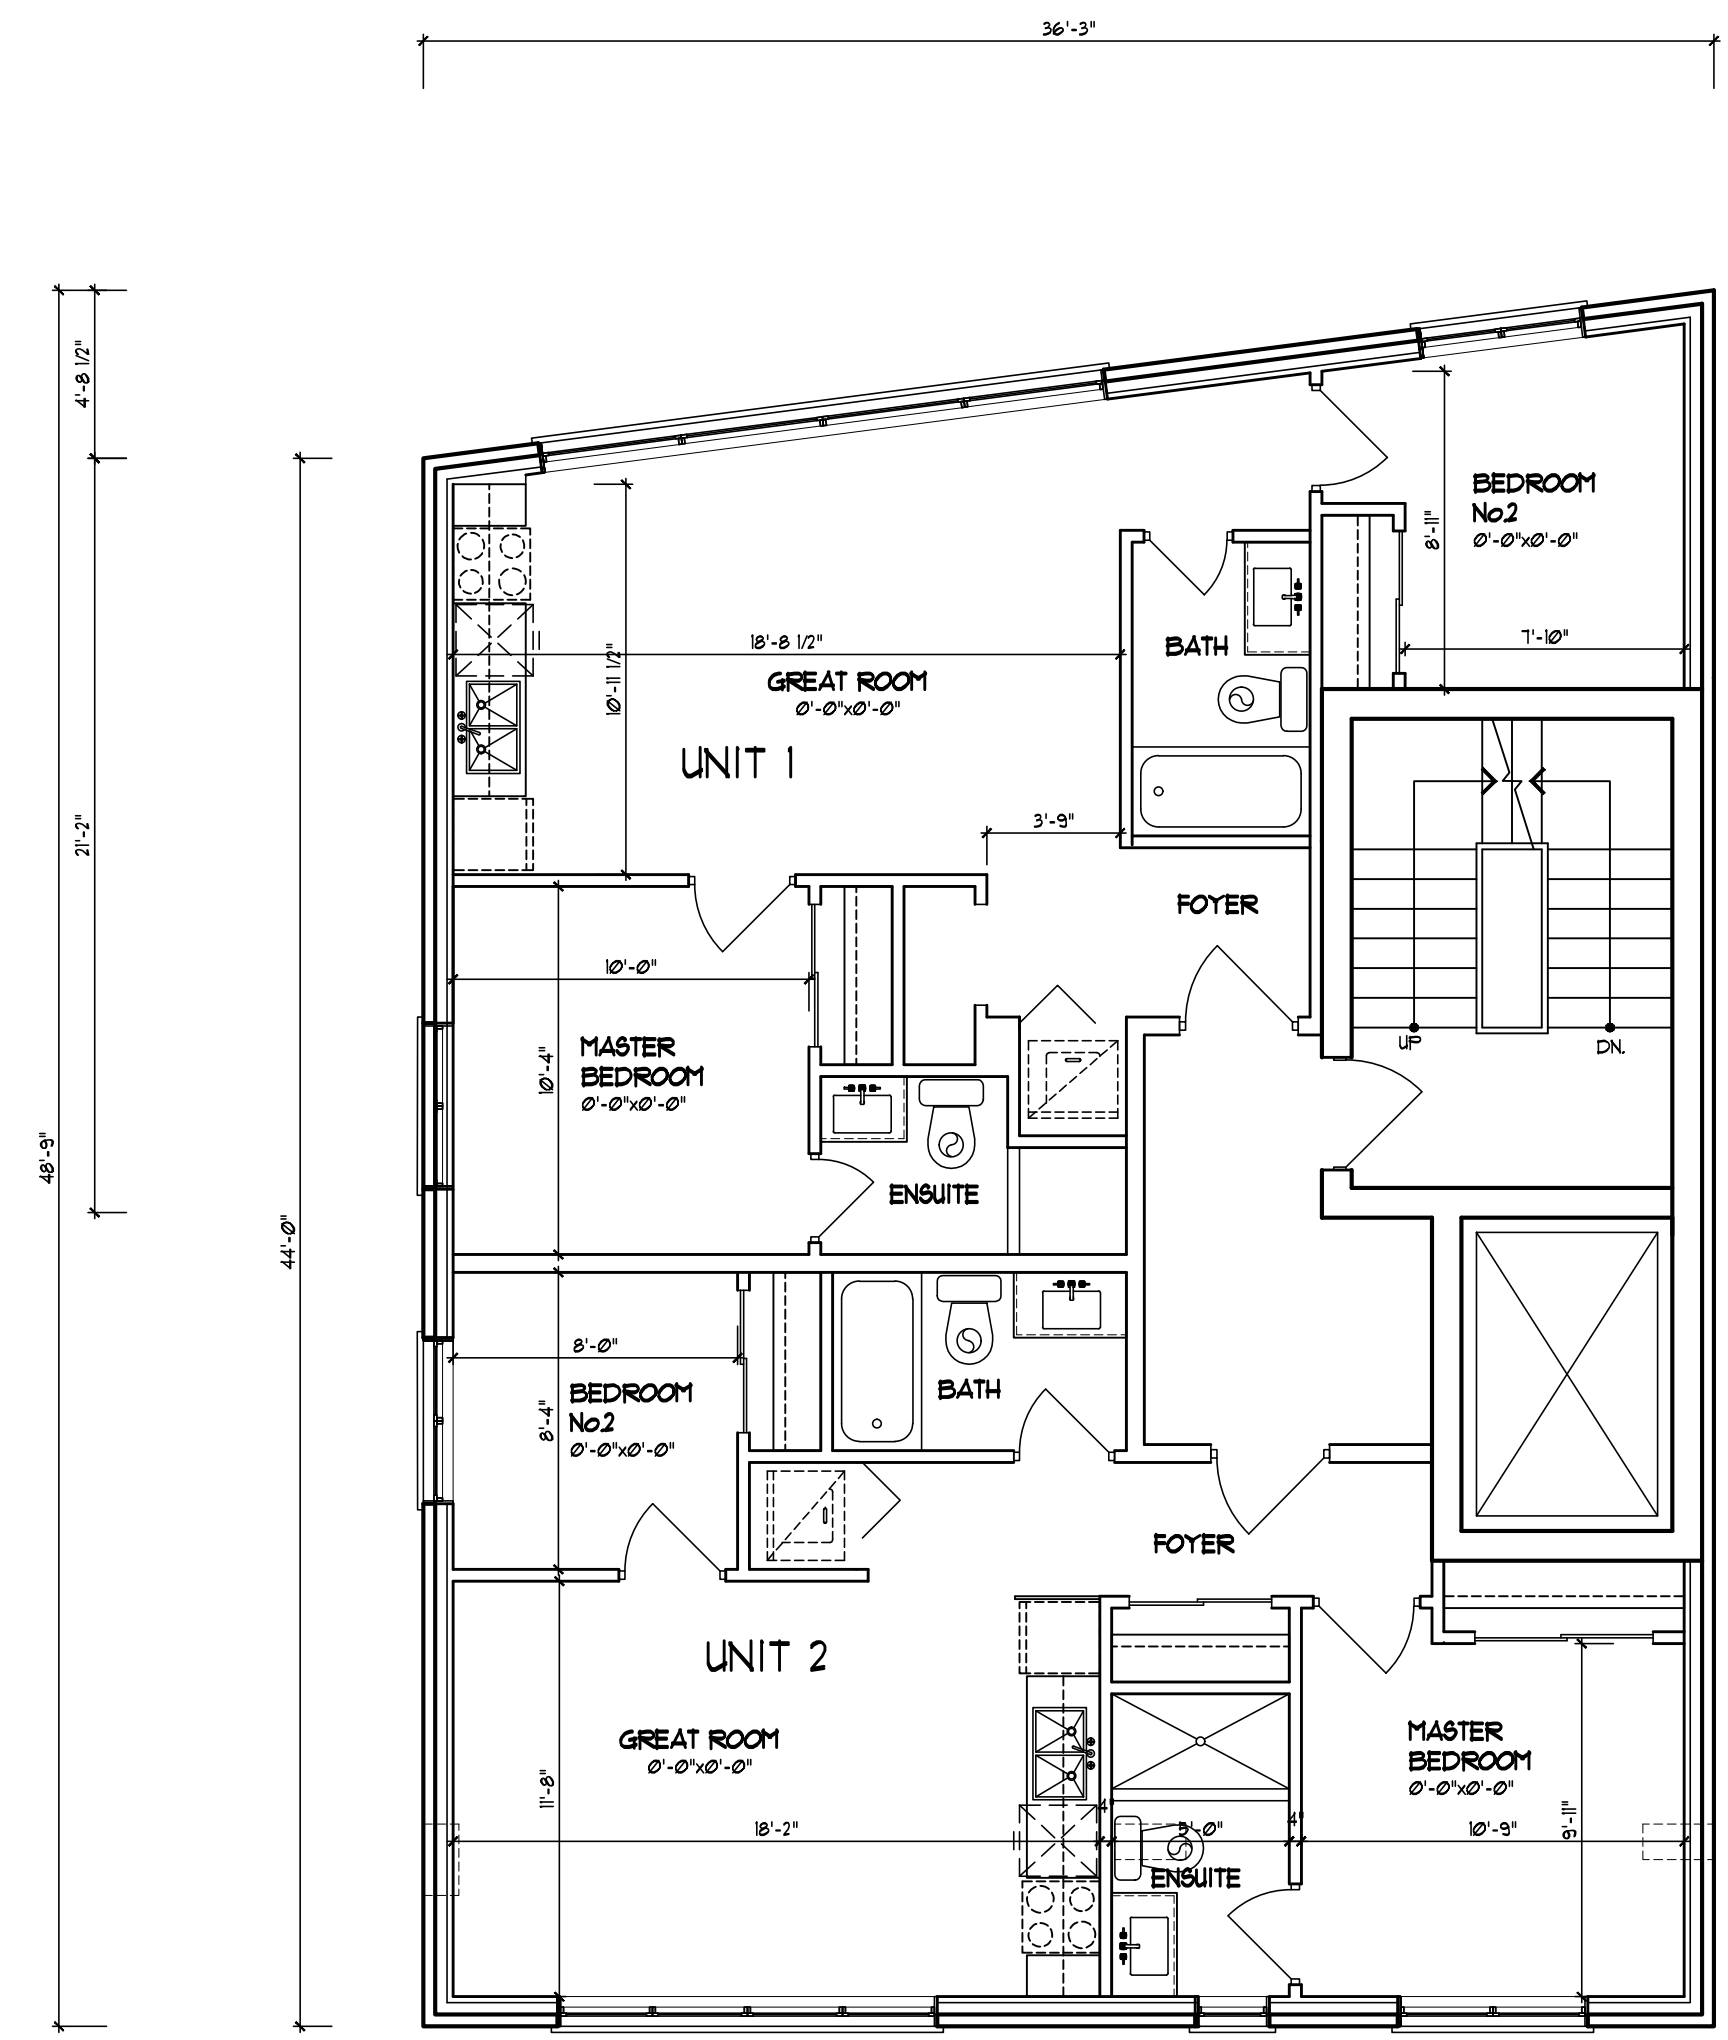 36'-3"
4'-8 1/2"
21'-2"
48'-9"
44'-0"
BEDROOM
No.2
0'-0"x0'-0"
8'-11"
7'-10"
BATH
18'-8 1/2"
10'-11 1/2"
GREAT ROOM
0'-0"x0'-0"
UNIT 1
3'-9"
FOYER
10'-0"
MASTER
BEDROOM
0'-0"x0'-0"
10'-4"
ENSUITE
UP
DN.
8'-0"
BEDROOM
No.2
0'-0"x0'-0"
8'-4"
BATH
FOYER
UNIT 2
GREAT ROOM
0'-0"x0'-0"
11'-8"
18'-2"
4"
5'-0"
4"
ENSUITE
MASTER
BEDROOM
0'-0"x0'-0"
10'-9"
9'-11"